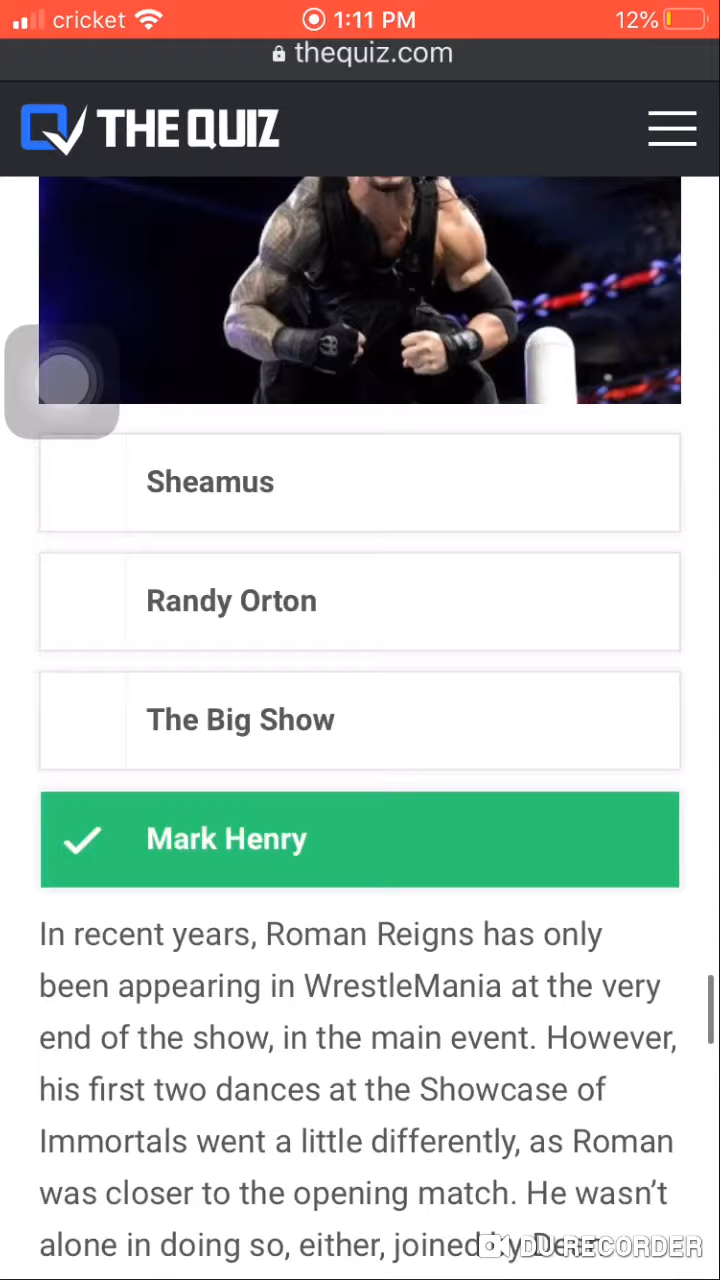 cricket 1:11 PM 12%
thequiz.com
THE QUIZ
Sheamus
Randy Orton
The Big Show
Mark Henry
In recent years, Roman Reigns has only
been appearing in WrestleMania at the very
end of the show, in the main event. However,
his first two dances at the Showcase of
Immortals went a little differently, as Roman
was closer to the opening match. He wasn’t
alone in doing so, either, joined by Dean
DU RECORDER